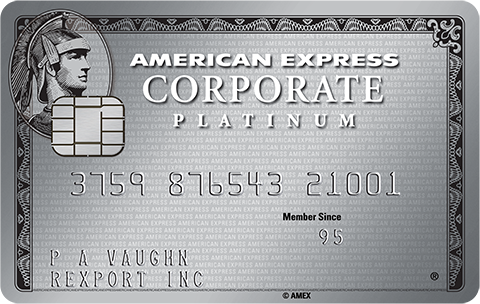 AMERICAN EXPRESS
CORPORATE
PLATINUM
3759 876543 21001
Member Since
95
P A VAUGHN
REXPORT INC
®
© AMEX